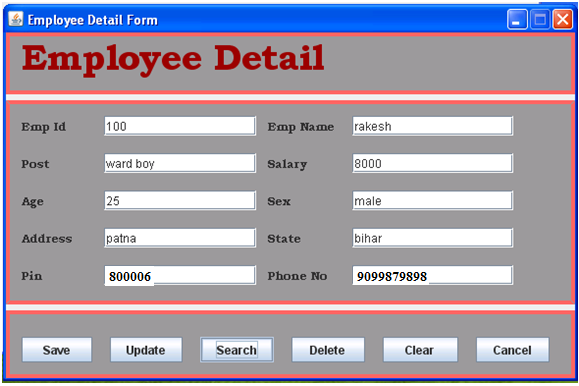 Employee Detail Form
Employee Detail
Emp Id 100 Emp Name rakesh
Post ward boy Salary 8000
Age 25 Sex male
Address patna State bihar
Pin 800006 Phone No 9099879898
Save Update Search Delete Clear Cancel